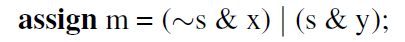 assign m = (~s & x) | (s & y);